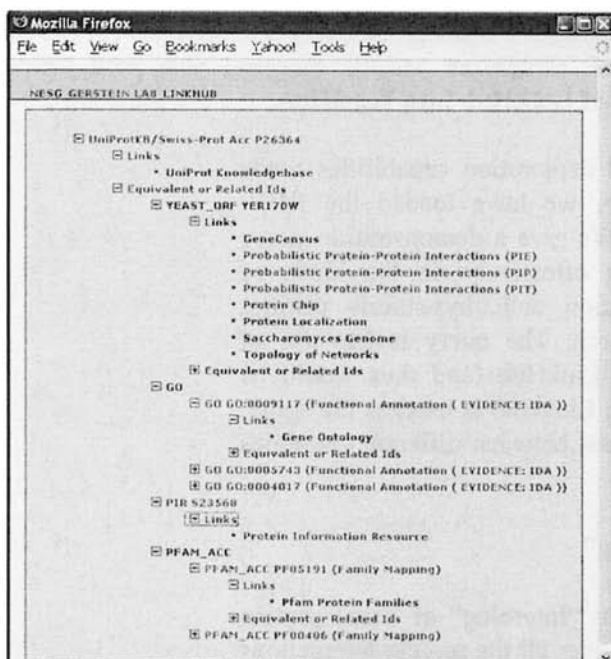 Mozilla Firefox
File Edit View Go Bookmarks Yahoo! Tools Help
NESG GERSTEIN LAB LINKHUB
UniProtKB/Swiss-Prot Acc P26364
Links
• UniProt Knowledgebase
Equivalent or Related Ids
YEAST_ORF YER170W
Links
• GeneCensus
• Probabilistic Protein-Protein Interactions (PIE)
• Probabilistic Protein-Protein Interactions (PIP)
• Probabilistic Protein-Protein Interactions (PIT)
• Protein Chip
• Protein Localization
• Saccharomyces Genome
• Topology of Networks
Equivalent or Related Ids
GO
GO GO:0009117 (Functional Annotation ( EVIDENCE: IDA ))
Links
• Gene Ontology
Equivalent or Related Ids
GO GO:0005743 (Functional Annotation ( EVIDENCE: IDA ))
GO GO:0004017 (Functional Annotation ( EVIDENCE: IDA ))
PIR S23568
Links
• Protein Information Resource
PFAM_ACC
PFAM_ACC PF05191 (Family Mapping)
Links
• Pfam Protein Families
Equivalent or Related Ids
PFAM_ACC PF00406 (Family Mapping)